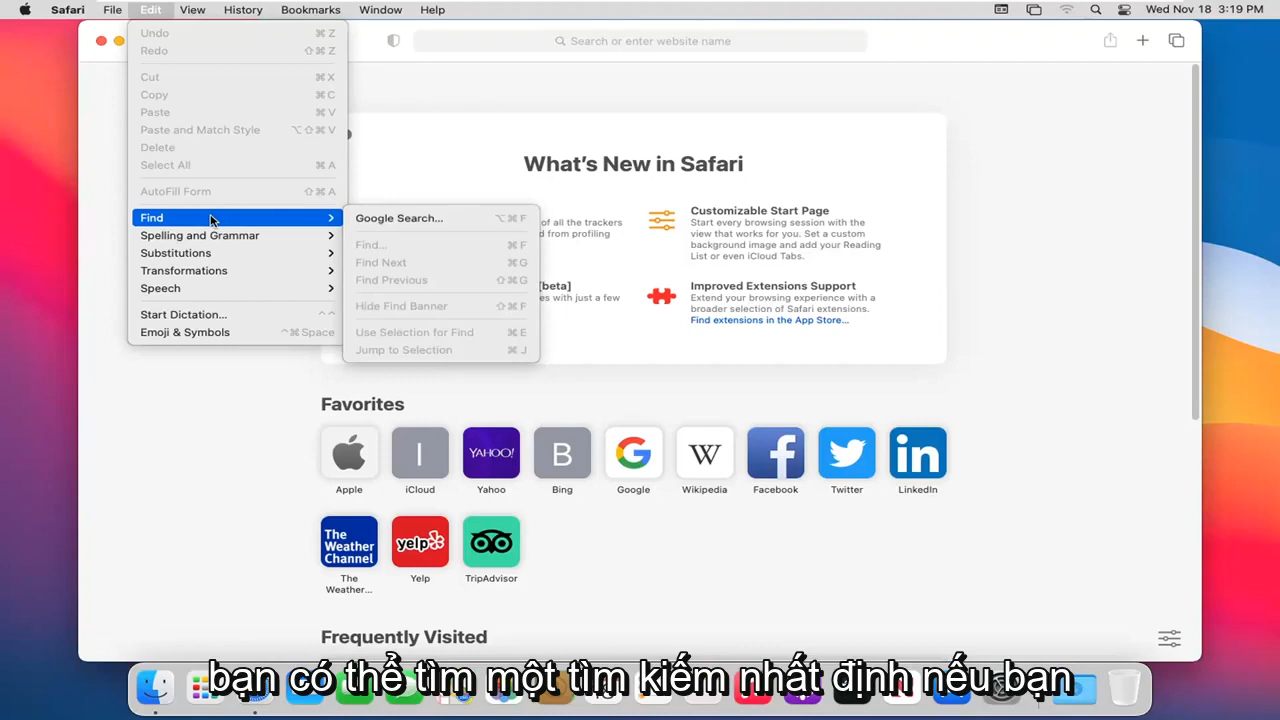 Safari File Edit View History Bookmarks Window Help Wed Nov 18 3:19 PM
Undo ⌘ Z
Redo ⇧⌘ Z
Cut ⌘ X
Copy ⌘ C
Paste ⌘ V
Paste and Match Style ⌥⇧⌘ V
Delete
Select All ⌘ A
AutoFill Form ⇧⌘ A
Find
Spelling and Grammar
Substitutions
Transformations
Speech
Start Dictation... ^ ^
Emoji & Symbols ^⌘Space
Google Search... ⌥⌘ F
Find... ⌘ F
Find Next ⌘ G
Find Previous ⇧⌘ G
Hide Find Banner ⇧⌘ F
Use Selection for Find ⌘ E
Jump to Selection ⌘ J
Search or enter website name
What's New in Safari
of all the trackers
d from profiling
Customizable Start Page
Start every browsing session with the
view that works for you. Set a custom
background image and add your Reading
List or even iCloud Tabs.
[beta]
es with just a few
Improved Extensions Support
Extend your browsing experience with a
broader selection of Safari extensions.
Find extensions in the App Store...
Favorites
I
YAHOO!
B
G
W
f
in
Apple iCloud Yahoo Bing Google Wikipedia Facebook Twitter LinkedIn
The
Weather
Channel
yelp
The
Weather...
Yelp
TripAdvisor
Frequently Visited
bạn có thể tìm một tìm kiếm nhất định nếu bạn